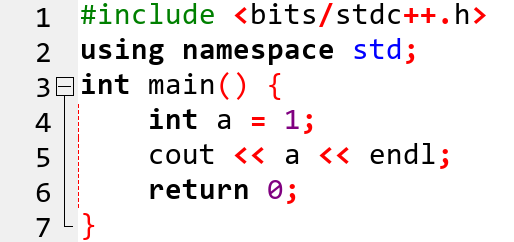 1 #include <bits/stdc++.h>
2 using namespace std;
3 int main() {
4     int a = 1;
5     cout << a << endl;
6     return 0;
7 }